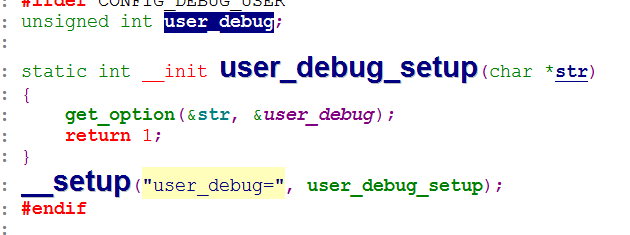 : #ifdef CONFIG_DEBUG_USER
: unsigned int user_debug;
:
: static int __init user_debug_setup(char *str)
: {
:     get_option(&str, &user_debug);
:     return 1;
: }
: __setup("user_debug=", user_debug_setup);
: #endif
: